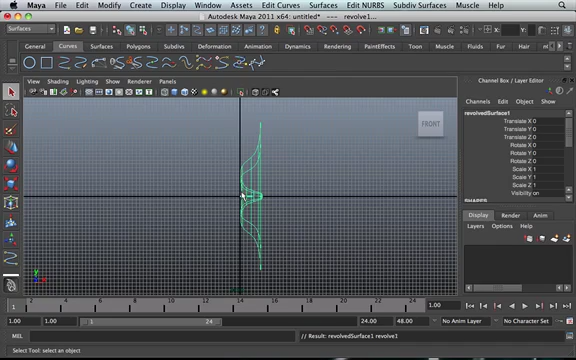 Maya File Edit Modify Create Display Window Assets Edit Curves Surfaces Edit NURBS Subdiv Surfaces Muscle Help
Autodesk Maya 2011 x64: untitled* --- revolve1...
Surfaces
X:
General Curves Surfaces Polygons Subdivs Deformation Animation Dynamics Rendering PaintEffects Toon Muscle Fluids Fur Hair
View Shading Lighting Show Renderer Panels
Channel Box / Layer Editor
Channels Edit Object Show
revolvedSurface1
Translate X 0
Translate Y 0
Translate Z 0
Rotate X 0
Rotate Y 0
Rotate Z 0
Scale X 1
Scale Y 1
Scale Z 1
Visibility on
SHAPES
FRONT
Display Render Anim
Layers Options Help
y
2 4 6 8 10 12 14 16 18 20 22 24
1
1.00
1.00 1.00 1 24 24.00 48.00 No Anim Layer No Character Set
MEL // Result: revolvedSurface1 revolve1
Select Tool: select an object